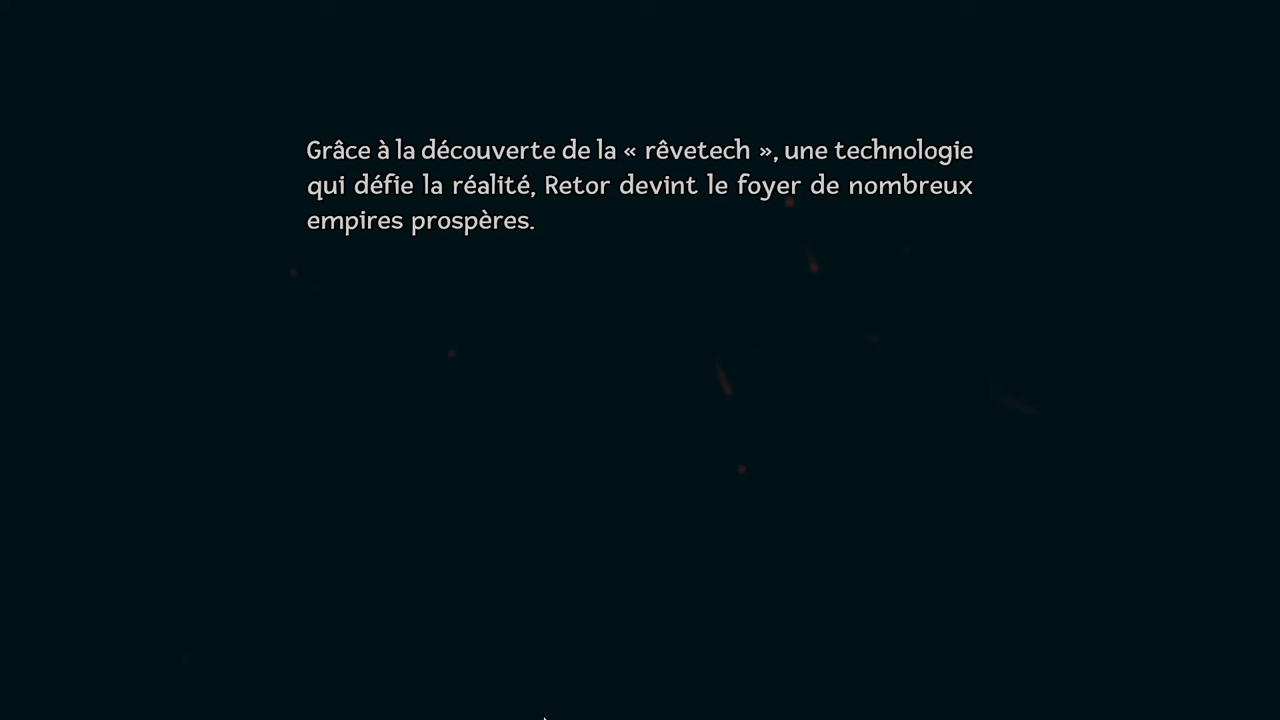 Grâce à la découverte de la « rêvetech », une technologie
qui défie la réalité, Retor devint le foyer de nombreux
empires prospères.